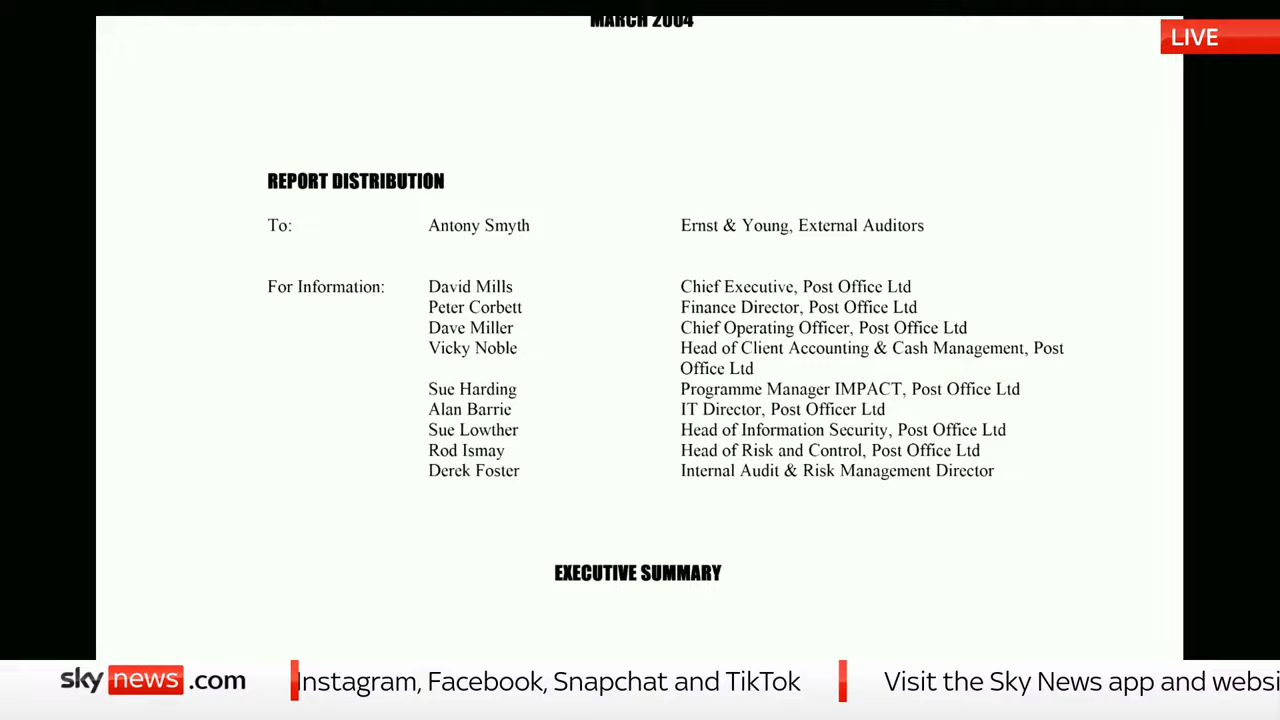 MARCH 2004
LIVE
REPORT DISTRIBUTION
To: Antony Smyth Ernst & Young, External Auditors
For Information: David Mills Chief Executive, Post Office Ltd
Peter Corbett Finance Director, Post Office Ltd
Dave Miller Chief Operating Officer, Post Office Ltd
Vicky Noble Head of Client Accounting & Cash Management, Post
Office Ltd
Sue Harding Programme Manager IMPACT, Post Office Ltd
Alan Barrie IT Director, Post Officer Ltd
Sue Lowther Head of Information Security, Post Office Ltd
Rod Ismay Head of Risk and Control, Post Office Ltd
Derek Foster Internal Audit & Risk Management Director
EXECUTIVE SUMMARY
sky news .com Instagram, Facebook, Snapchat and TikTok Visit the Sky News app and websi